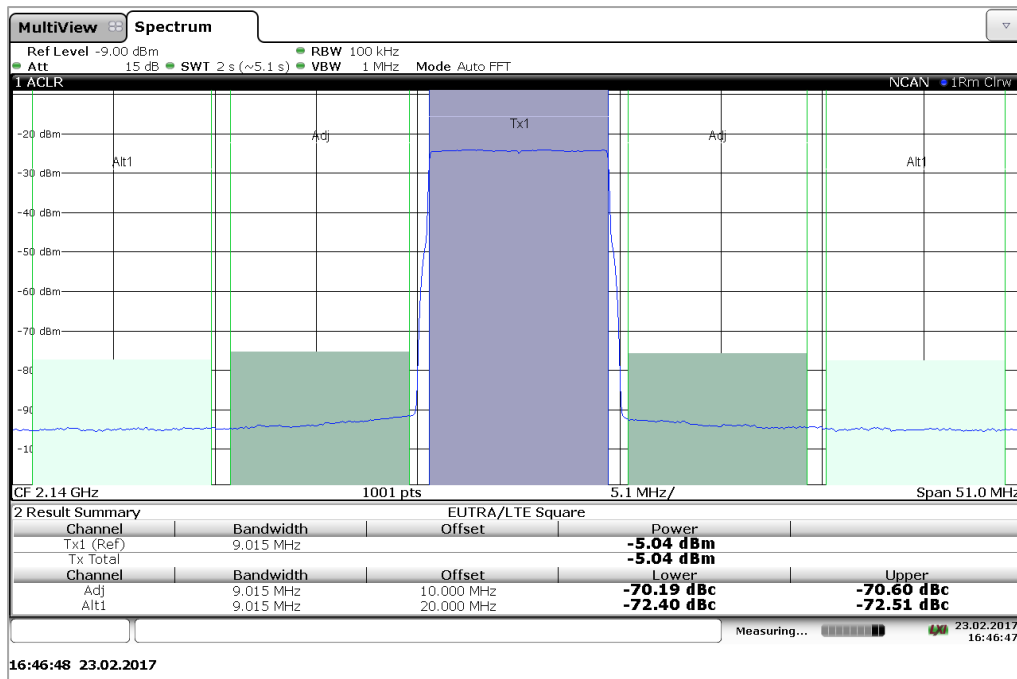 MultiView Spectrum
Ref Level -9.00 dBm RBW 100 kHz
Att 15 dB SWT 2 s (~5.1 s) VBW 1 MHz Mode Auto FFT
1 ACLR NCAN 1Rm Clrw
Tx1
-20 dBm Adj Adj
Alt1 Alt1
-30 dBm
-40 dBm
-50 dBm
-60 dBm
-70 dBm
-80
-90
-10
CF 2.14 GHz 1001 pts 5.1 MHz/ Span 51.0 MHz
2 Result Summary EUTRA/LTE Square
Channel Bandwidth Offset Power
Tx1 (Ref) 9.015 MHz -5.04 dBm
Tx Total -5.04 dBm
Channel Bandwidth Offset Lower Upper
Adj 9.015 MHz 10.000 MHz -70.19 dBc -70.60 dBc
Alt1 9.015 MHz 20.000 MHz -72.40 dBc -72.51 dBc
Measuring... LXI 23.02.2017
16:46:47
16:46:48 23.02.2017